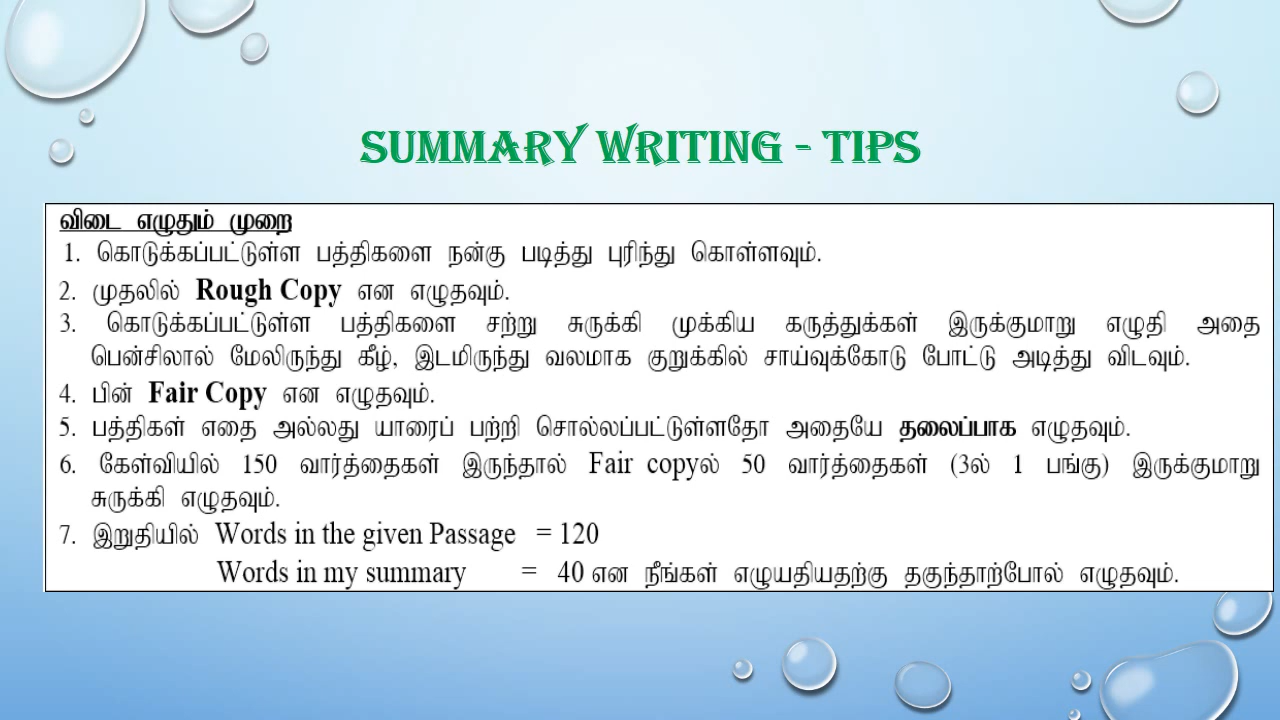 SUMMARY WRITING - TIPS
விடை எழுதும் முறை
1. கொடுக்கப்பட்டுள்ள பத்திகளை நன்கு படித்து புரிந்து கொள்ளவும்.
2. முதலில் Rough Copy என எழுதவும்.
3. கொடுக்கப்பட்டுள்ள பத்திகளை சற்று சுருக்கி முக்கிய கருத்துக்கள் இருக்குமாறு எழுதி அதை
பென்சிலால் மேலிருந்து கீழ், இடமிருந்து வலமாக குறுக்கில் சாய்வுக்கோடு போட்டு அடித்து விடவும்.
4. பின் Fair Copy என எழுதவும்.
5. பத்திகள் எதை அல்லது யாரைப் பற்றி சொல்லப்பட்டுள்ளதோ அதையே தலைப்பாக எழுதவும்.
6. கேள்வியில் 150 வார்த்தைகள் இருந்தால் Fair copyல் 50 வார்த்தைகள் (3ல் 1 பங்கு) இருக்குமாறு
சுருக்கி எழுதவும்.
7. இறுதியில் Words in the given Passage = 120
Words in my summary = 40 என நீங்கள் எழுயதியதற்கு தகுந்தாற்போல் எழுதவும்.